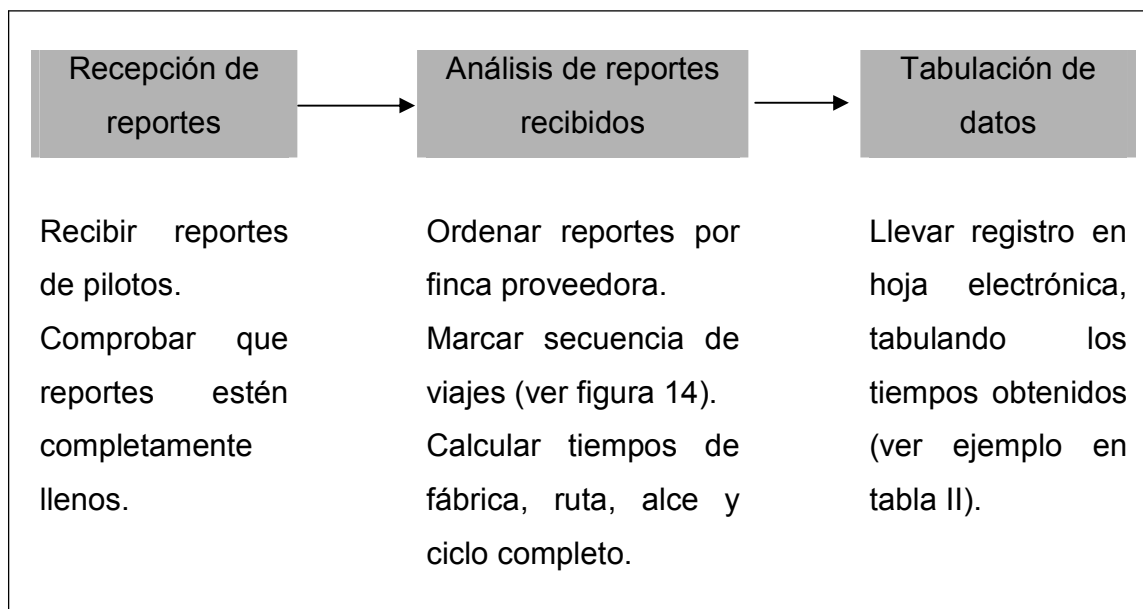 Recepción de
reportes
Análisis de reportes
recibidos
Tabulación de
datos
Recibir reportes
de pilotos.
Comprobar que
reportes estén
completamente
llenos.
Ordenar reportes por
finca proveedora.
Marcar secuencia de
viajes (ver figura 14).
Calcular tiempos de
fábrica, ruta, alce y
ciclo completo.
Llevar registro en
hoja electrónica,
tabulando los
tiempos obtenidos
(ver ejemplo en
tabla II).